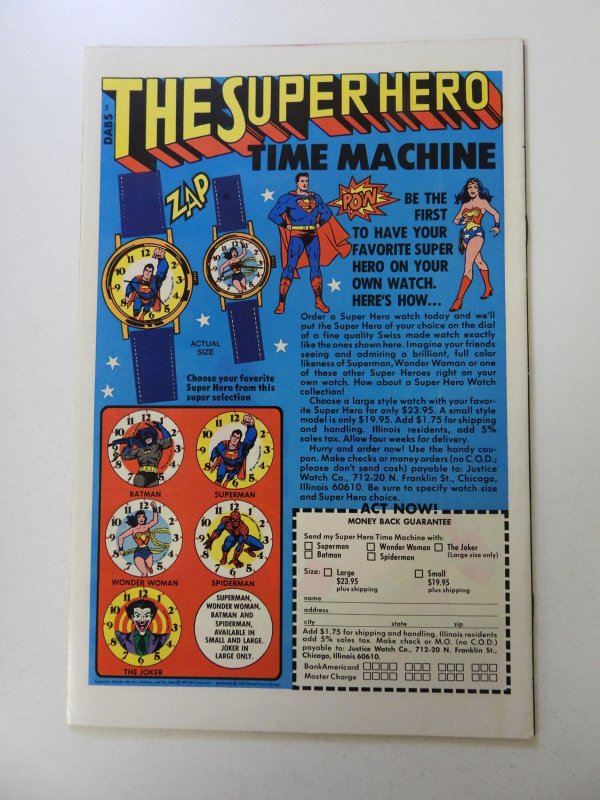 DABS™
THE SUPER HERO
TIME MACHINE
ZAP
POW
BE THE
FIRST
TO HAVE YOUR
FAVORITE SUPER
HERO ON YOUR
OWN WATCH.
HERE'S HOW...
ACTUAL
SIZE
Choose your favorite
Super Hero from this
super selection
Order a Super Hero watch today and we'll
put the Super Hero of your choice on the dial
of a fine quality Swiss made watch exactly
like the ones shown here. Imagine your friends
seeing and admiring a brilliant, full color
likeness of Superman, Wonder Woman or one
of these other Super Heroes right on your
own watch. How about a Super Hero Watch
collection!
Choose a large style watch with your favor-
ite Super Hero for only $23.95. A small style
model is only $19.95. Add $1.75 for shipping
and handling. Illinois residents, add 5%
sales tax. Allow four weeks for delivery.
Hurry and order now! Use the handy cou-
pon. Make checks or money orders (no C.O.D.;
please don't send cash) payable to: Justice
Watch Co., 712-20 N. Franklin St., Chicago,
Illinois 60610. Be sure to specify watch size
and Super Hero choice.
BATMAN
SUPERMAN
WONDER WOMAN
SPIDERMAN
THE JOKER
SUPERMAN,
WONDER WOMAN,
BATMAN AND
SPIDERMAN,
AVAILABLE IN
SMALL AND LARGE.
JOKER IN
LARGE ONLY.
ACT NOW!
MONEY BACK GUARANTEE
Send my Super Hero Time Machine with:
Superman Wonder Woman The Joker
Batman Spiderman (Large size only)
Size: Large Small
$23.95 $19.95
plus shipping plus shipping
name
address
city state zip
Add $1.75 for shipping and handling. Illinois residents
add 5% sales tax. Make check or M.O. (no C.O.D.)
payable to: Justice Watch Co., 712-20 N. Franklin St.,
Chicago, Illinois 60610.
BankAmericard
Master Charge